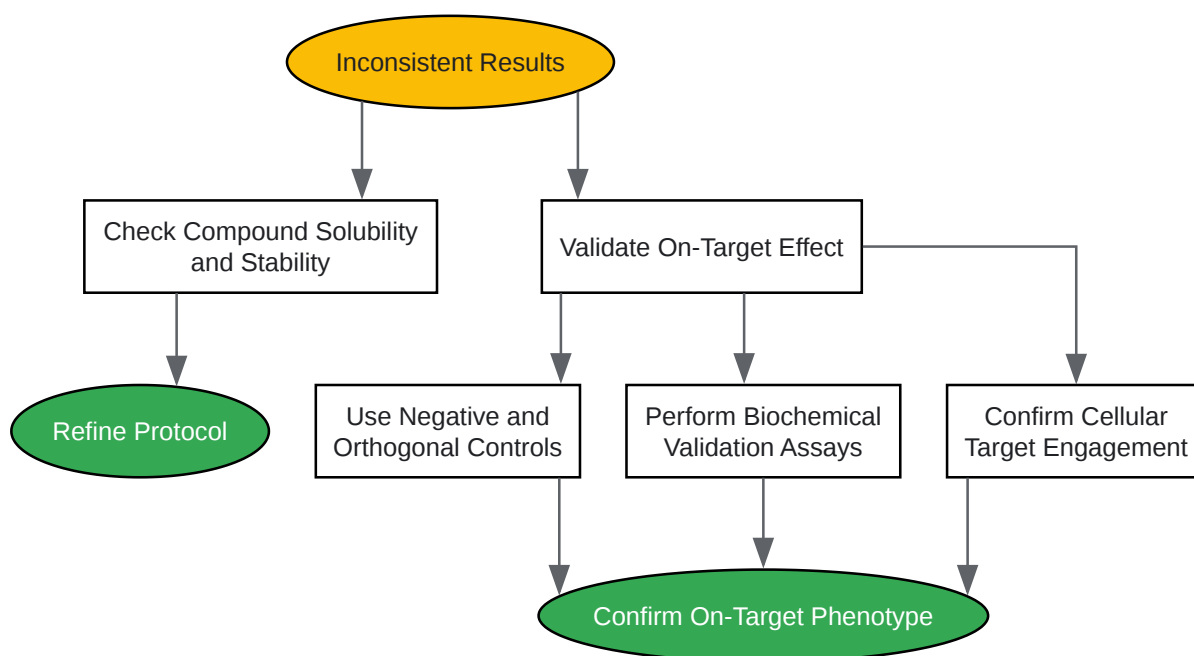 Inconsistent Results
Check Compound Solubility
and Stability
Validate On-Target Effect
Refine Protocol
Use Negative and
Orthogonal Controls
Perform Biochemical
Validation Assays
Confirm Cellular
Target Engagement
Confirm On-Target Phenotype